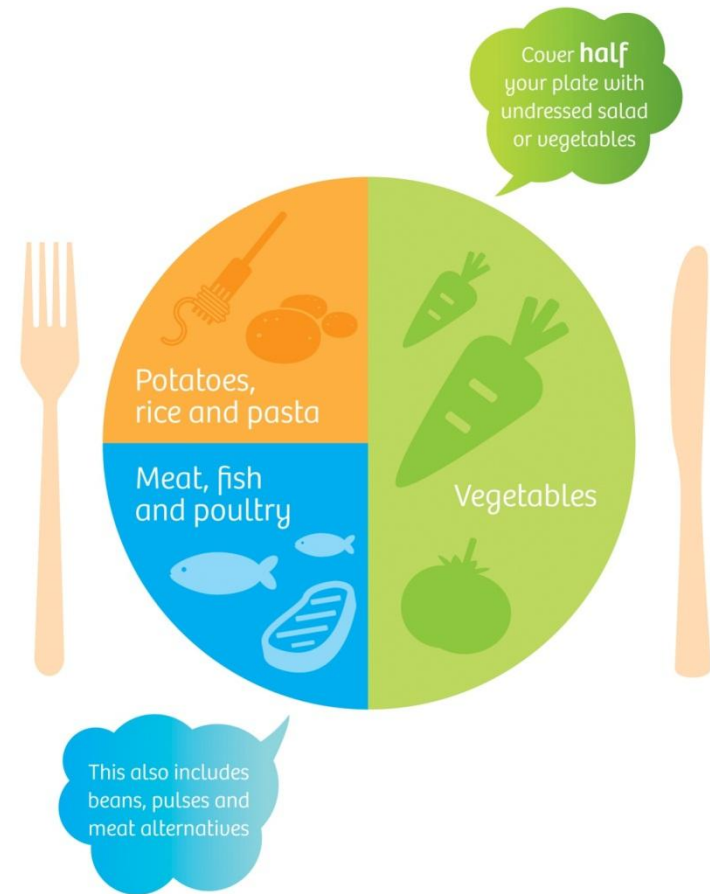 Cover half
your plate with
undressed salad
or vegetables
Potatoes,
rice and pasta
Meat, fish
and poultry
Vegetables
This also includes
beans, pulses and
meat alternatives